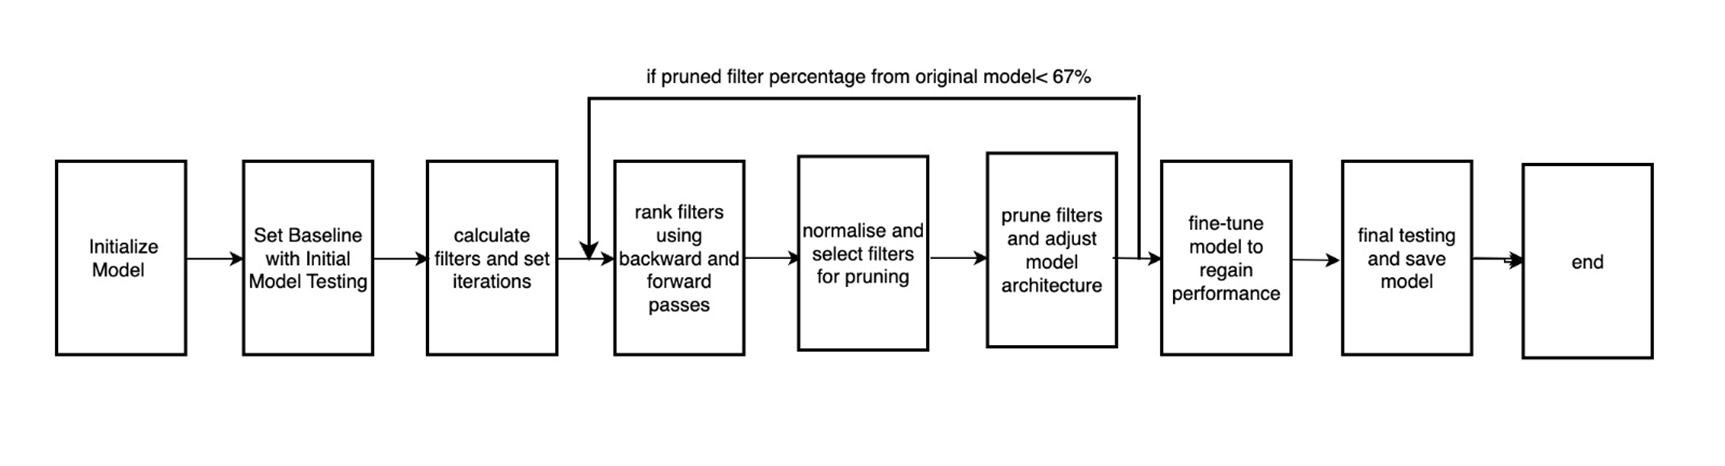 if pruned filter percentage from original model< 67%
Initialize
Model
Set Baseline
with Initial
Model Testing
calculate
filters and set
iterations
rank filters
using
backward and
forward
passes
normalise and
select filters
for pruning
prune filters
and adjust
model
architecture
fine-tune
model to
regain
performance
final testing
and save
model
end